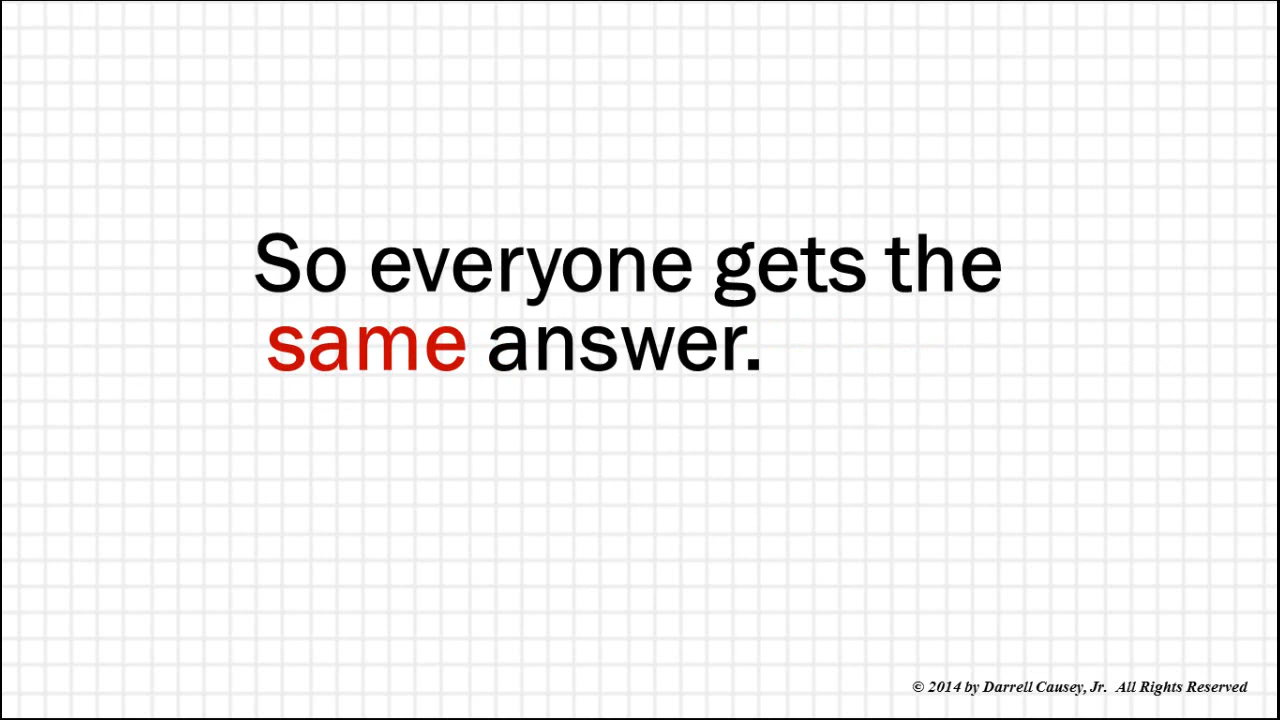 So everyone gets the
same answer.
© 2014 by Darrell Causey, Jr. All Rights Reserved